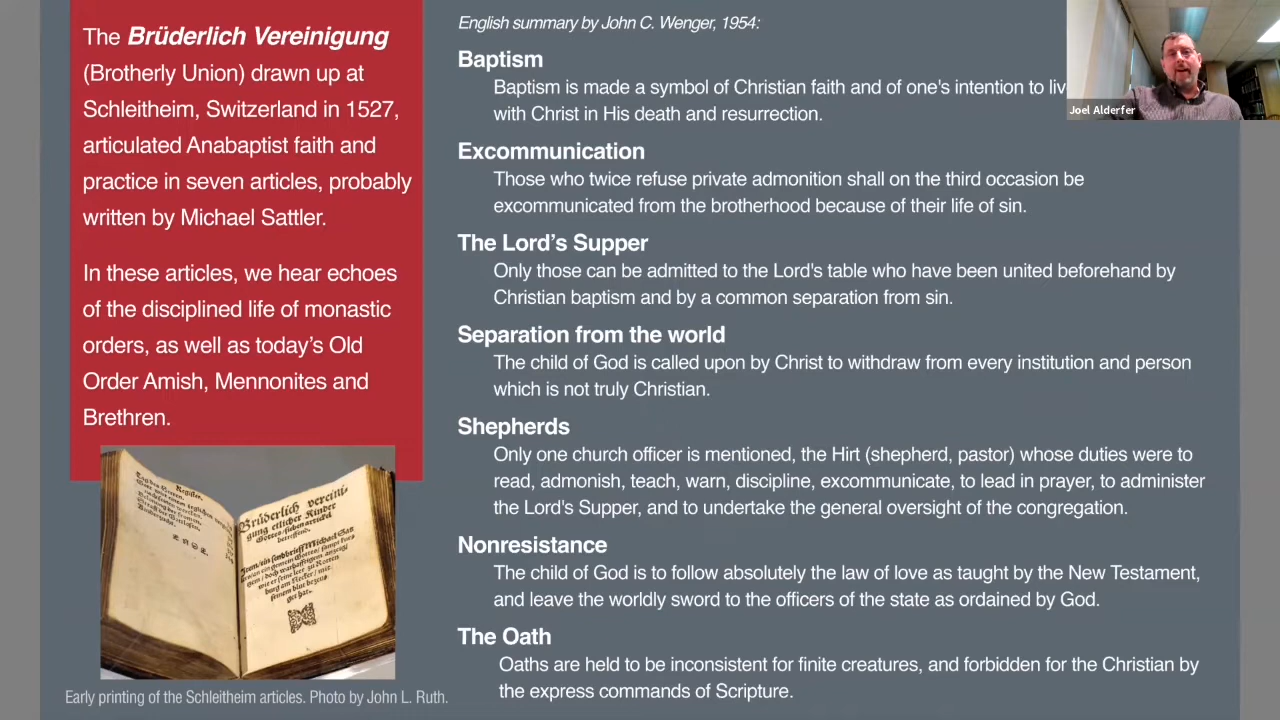 The Brüderlich Vereinigung
(Brotherly Union) drawn up at
Schleitheim, Switzerland in 1527,
articulated Anabaptist faith and
practice in seven articles, probably
written by Michael Sattler.
In these articles, we hear echoes
of the disciplined life of monastic
orders, as well as today's Old
Order Amish, Mennonites and
Brethren.
Register.
Brüderlich vereini-
gung etlicher Kinder
Gottes / siben artickel
betreffend.
Early printing of the Schleitheim articles. Photo by John L. Ruth.
English summary by John C. Wenger, 1954:
Baptism
Baptism is made a symbol of Christian faith and of one's intention to
with Christ in His death and resurrection.
Excommunication
Those who twice refuse private admonition shall on the third occasion be
excommunicated from the brotherhood because of their life of sin.
The Lord's Supper
Only those can be admitted to the Lord's table who have been united beforehand by
Christian baptism and by a common separation from sin.
Separation from the world
The child of God is called upon by Christ to withdraw from every institution and person
which is not truly Christian.
Shepherds
Only one church officer is mentioned, the Hirt (shepherd, pastor) whose duties were to
read, admonish, teach, warn, discipline, excommunicate, to lead in prayer, to administer
the Lord's Supper, and to undertake the general oversight of the congregation.
Nonresistance
The child of God is to follow absolutely the law of love as taught by the New Testament,
and leave the worldly sword to the officers of the state as ordained by God.
The Oath
Oaths are held to be inconsistent for finite creatures, and forbidden for the Christian by
the express commands of Scripture.
Joel Alderfer